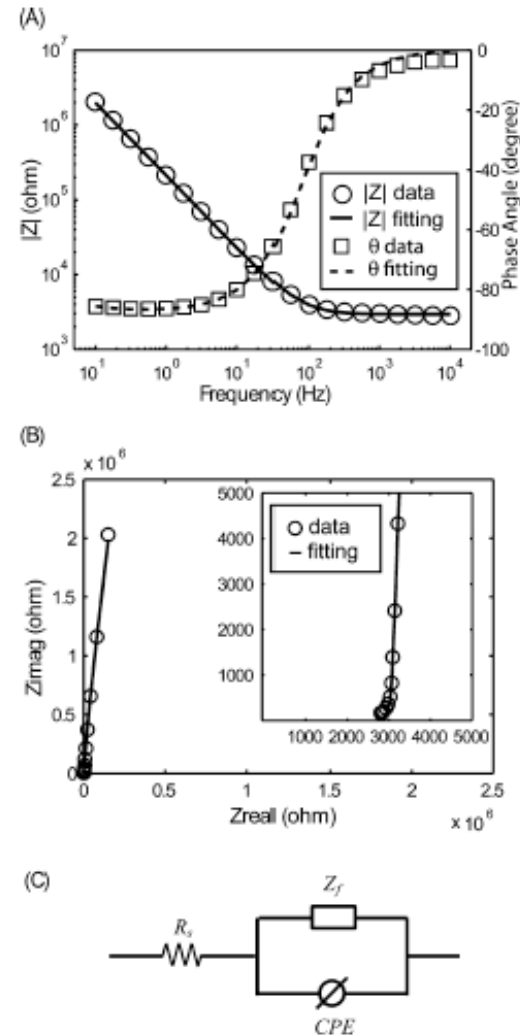 (A)
10^7
10^6
10^5
10^4
10^3
|Z| (ohm)
0
-20
-40
-60
-80
-100
Phase Angle (degree)
|Z| data
|Z| fitting
θ data
θ fitting
10^1 10^0 10^1 10^2 10^3 10^4
Frequency (Hz)
(B)
x 10^6
2.5
2
1.5
1
0.5
0
Zimag (ohm)
5000
4000
3000
2000
1000
data
fitting
1000 2000 3000 4000 5000
0 0.5 1 1.5 2 2.5
Zreall (ohm)
x 10^6
(C)
Z_f
R_s
CPE